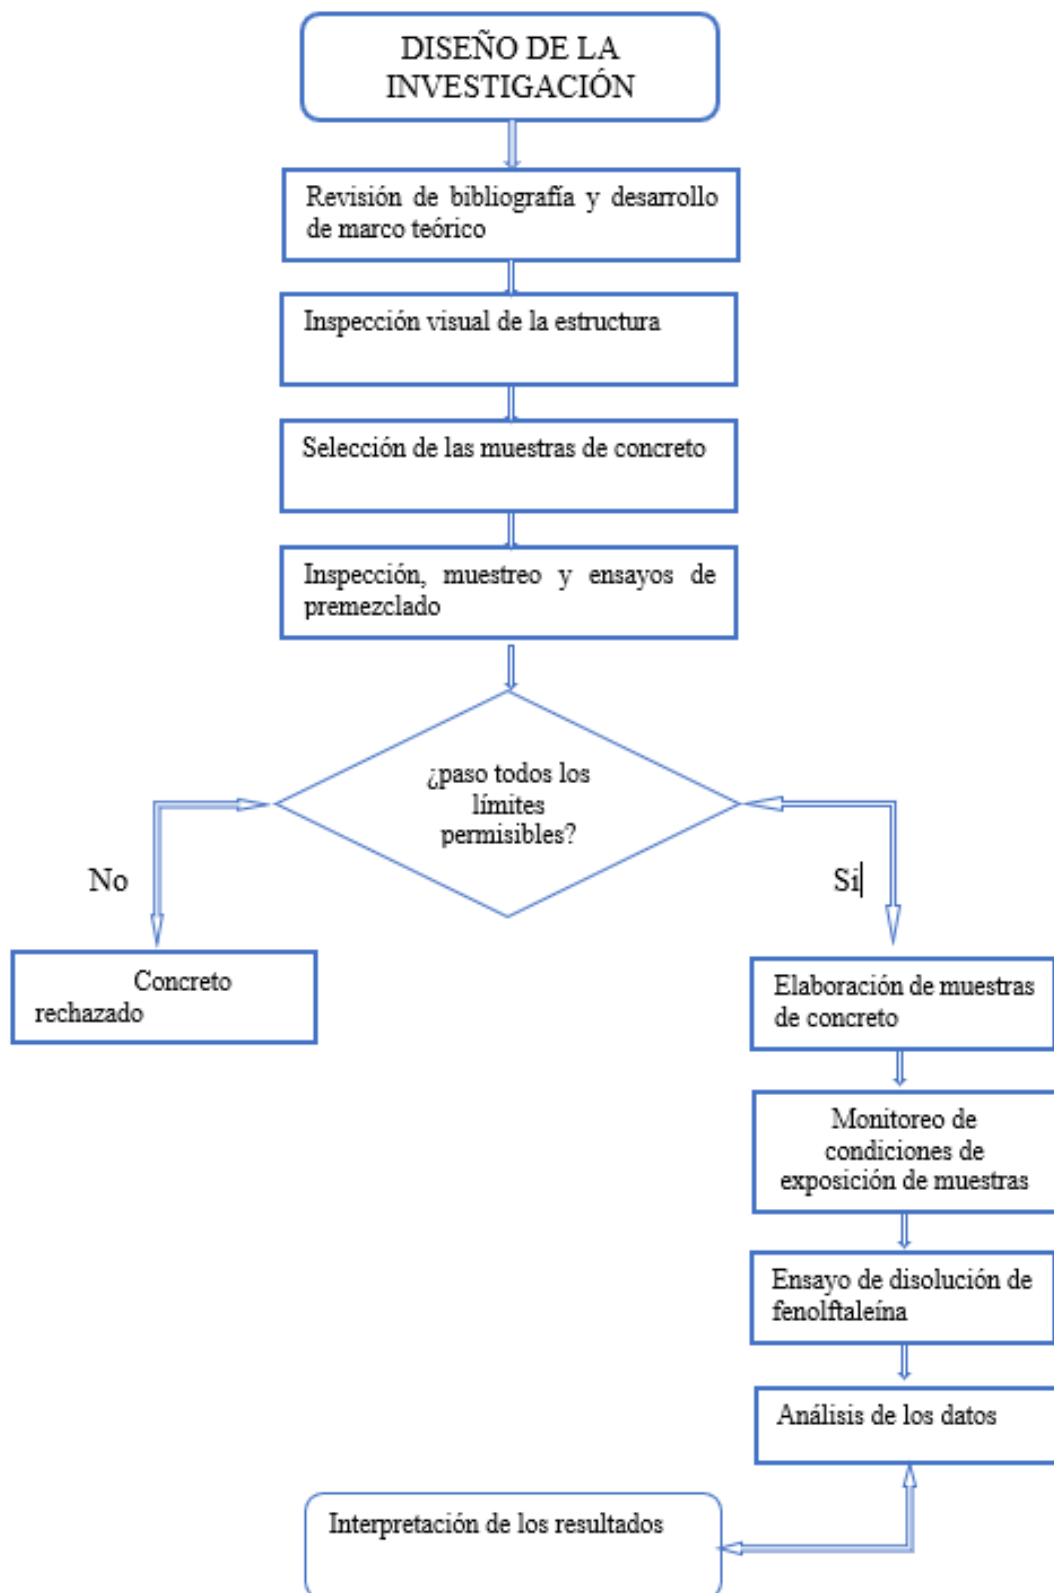 DISEÑO DE LA
INVESTIGACIÓN
Revisión de bibliografía y desarrollo
de marco teórico
Inspección visual de la estructura
Selección de las muestras de concreto
Inspección, muestreo y ensayos de
premezclado
¿paso todos los
límites
permisibles?
No
Si
Concreto
rechazado
Elaboración de muestras
de concreto
Monitoreo de
condiciones de
exposición de muestras
Ensayo de disolución de
fenolftaleína
Análisis de los datos
Interpretación de los resultados